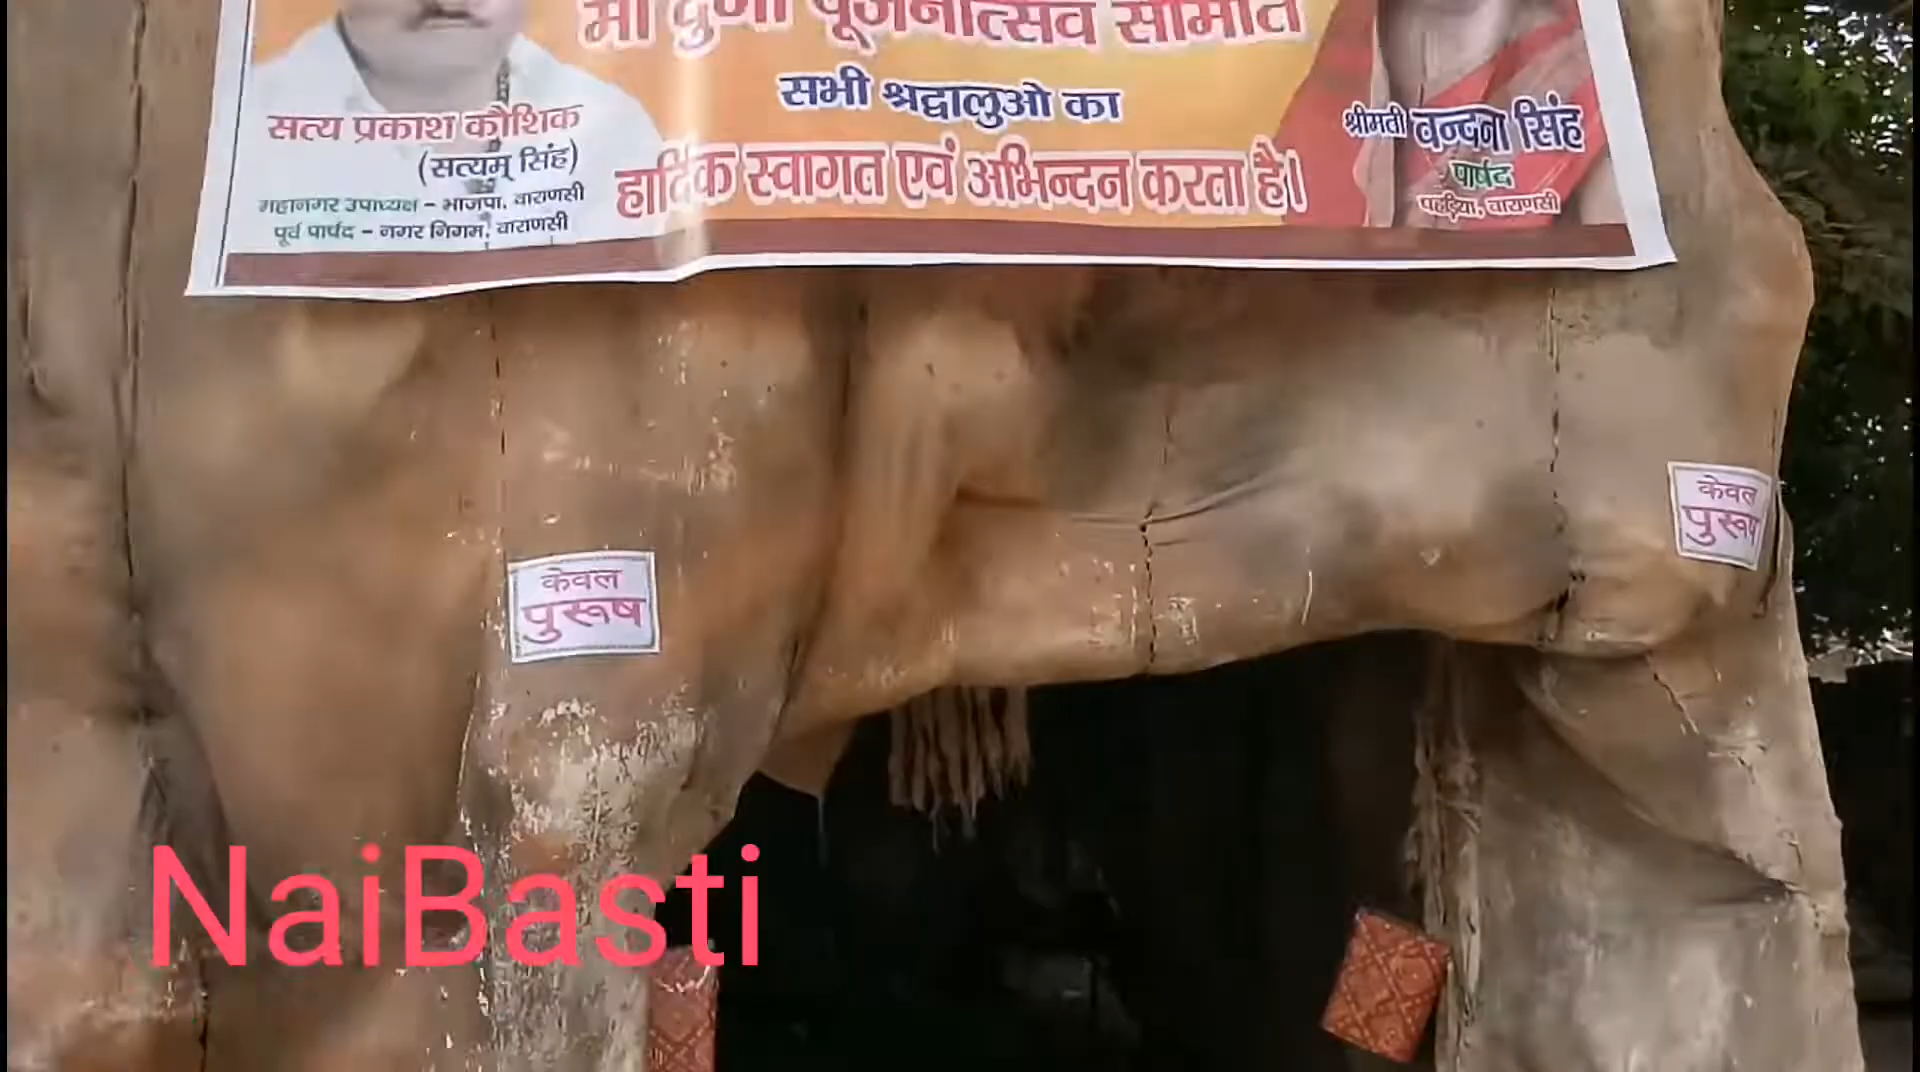 माँ दुर्गा पूजनोत्सव समिति
सभी श्रद्वालुओ का
हार्दिक स्वागत एवं अभिन्दन करता है।
सत्य प्रकाश कौशिक
(सत्यम् सिंह)
महानगर उपाध्यक्ष – भाजपा, वाराणसी
पूर्व पार्षद – नगर निगम, वाराणसी
श्रीमती वन्दना सिंह
पार्षद
पहड़िया, वाराणसी
केवल
पुरूष
केवल
पुरूष
NaiBasti